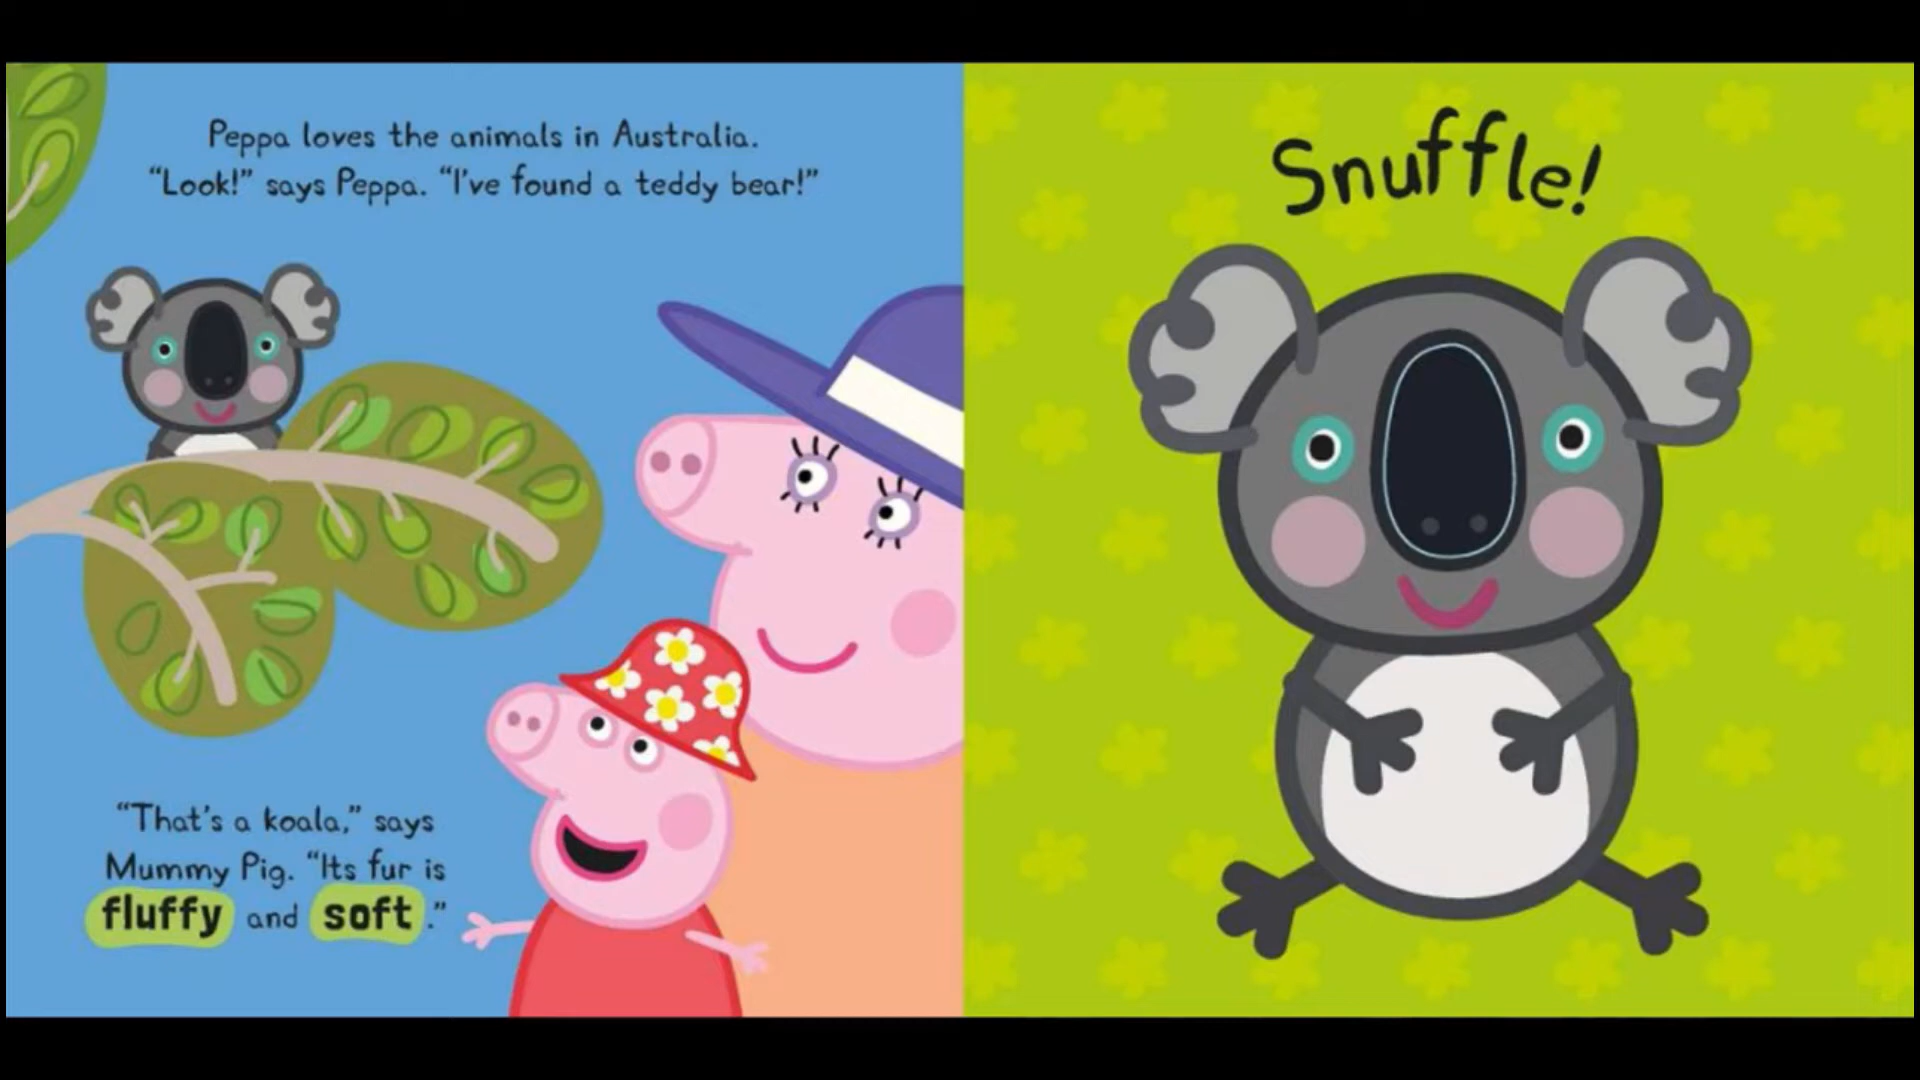 Peppa loves the animals in Australia.
“Look!” says Peppa. “I’ve found a teddy bear!”
“That’s a koala,” says
Mummy Pig. “Its fur is
fluffy and soft.”
Snuffle!